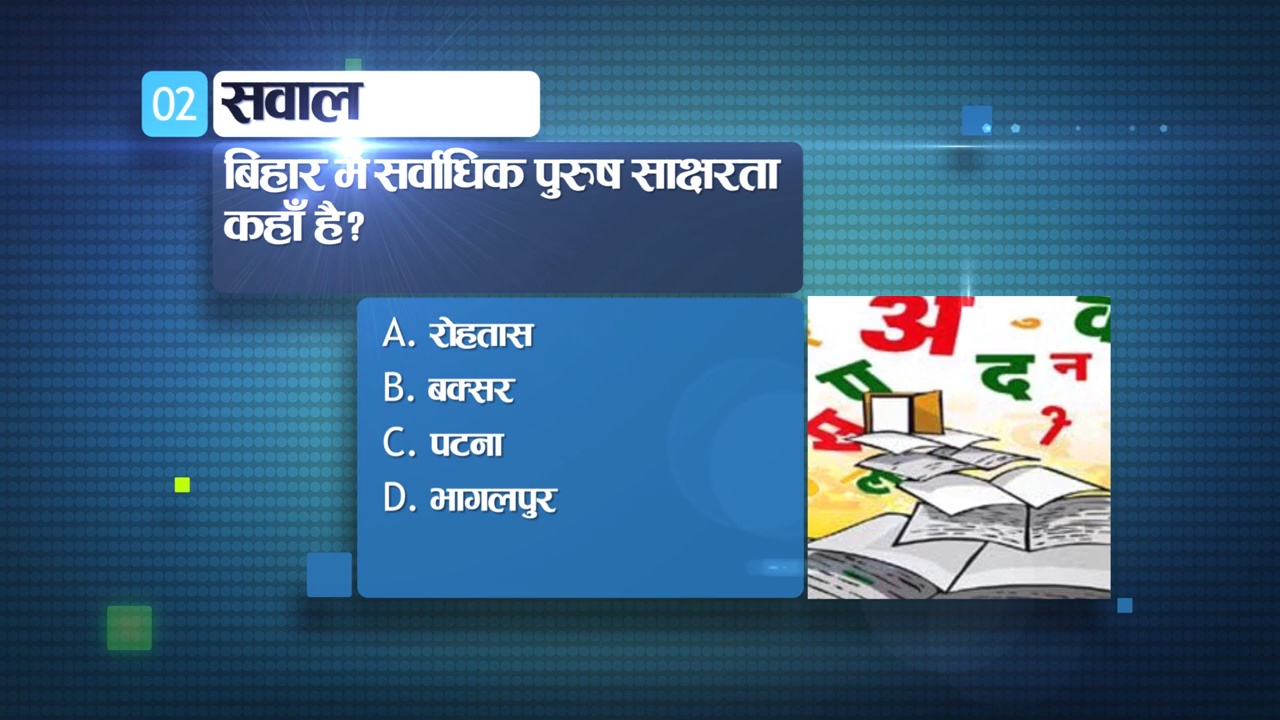 02 सवाल
बिहार में सर्वाधिक पुरुष साक्षरता
कहाँ है?
A. रोहतास
B. बक्सर
C. पटना
D. भागलपुर
अ
द न